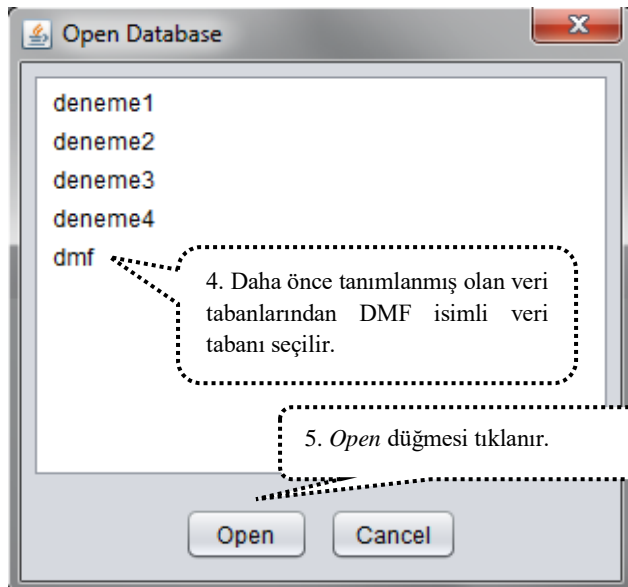 Open Database
deneme1
deneme2
deneme3
deneme4
dmf
4. Daha önce tanımlanmış olan veri
tabanlarından DMF isimli veri
tabanı seçilir.
5. Open düğmesi tıklanır.
Open
Cancel